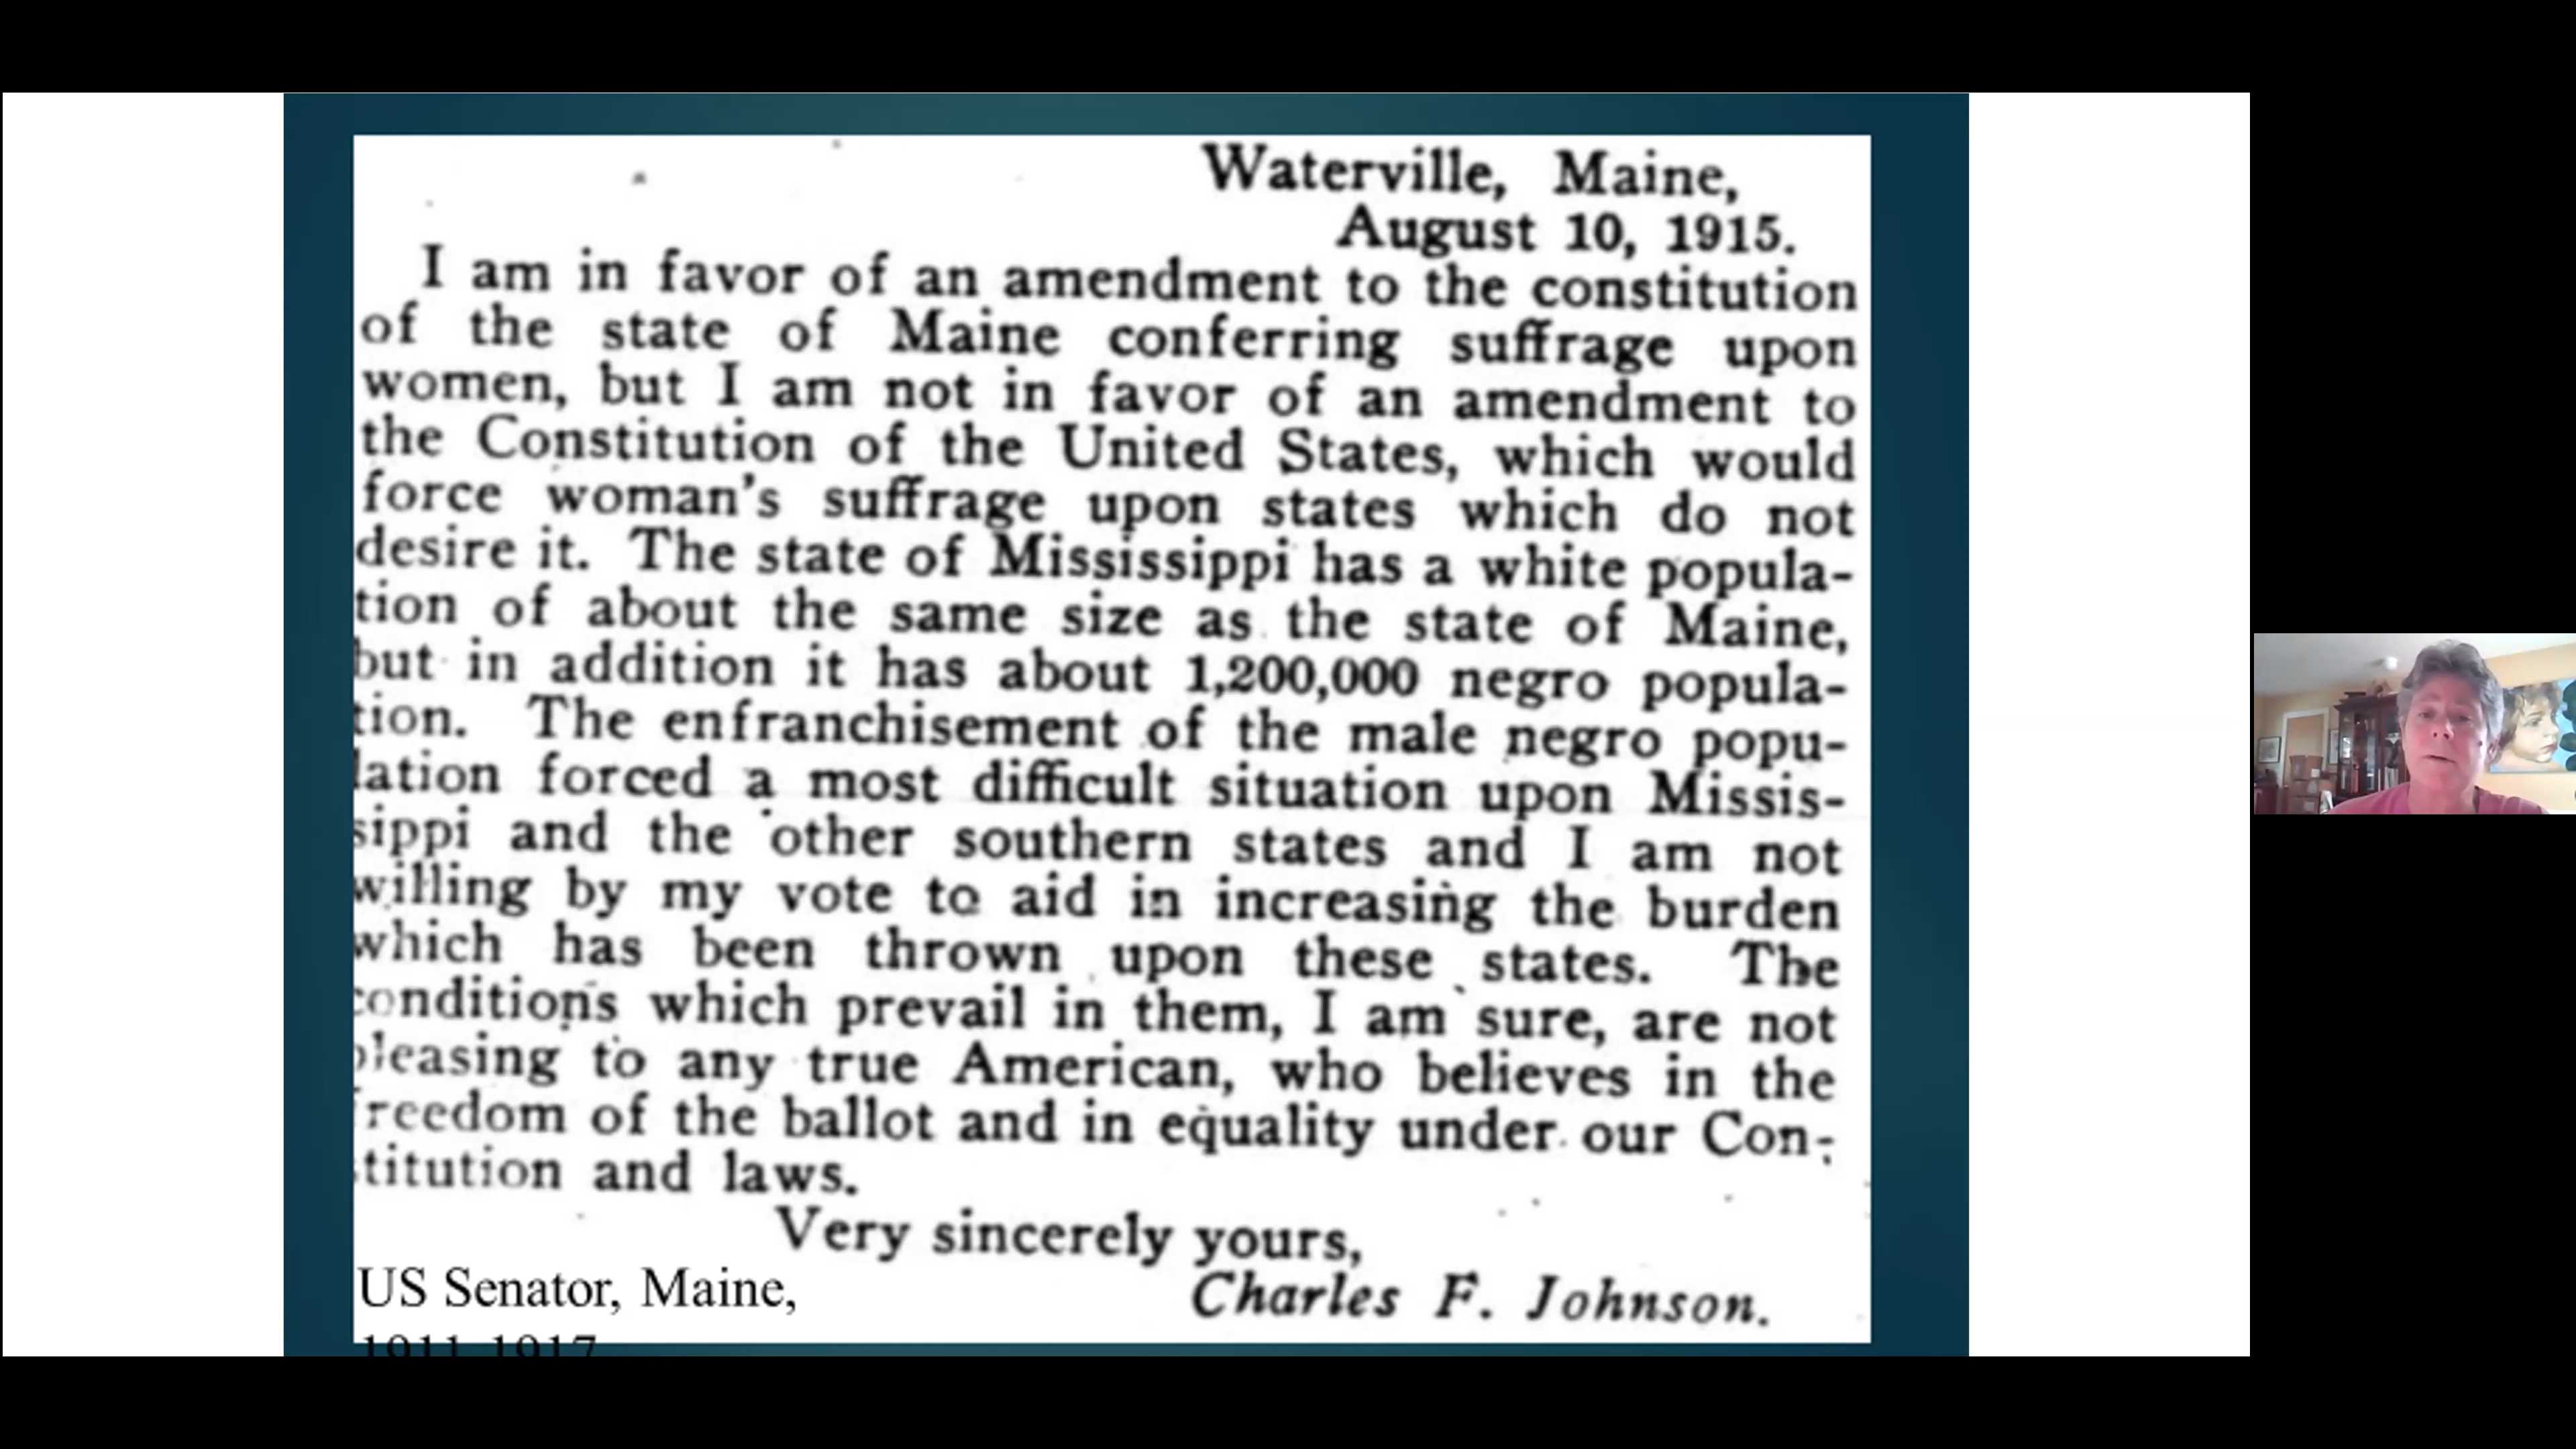 Waterville, Maine,
August 10, 1915.
I am in favor of an amendment to the constitution
of the state of Maine conferring suffrage upon
women, but I am not in favor of an amendment to
the Constitution of the United States, which would
force woman's suffrage upon states which do not
desire it. The state of Mississippi has a white popula-
tion of about the same size as the state of Maine,
but in addition it has about 1,200,000 negro popula-
tion. The enfranchisement of the male negro popu-
lation forced a most difficult situation upon Missis-
sippi and the other southern states and I am not
willing by my vote to aid in increasing the burden
which has been thrown upon these states. The
conditions which prevail in them, I am sure, are not
pleasing to any true American, who believes in the
freedom of the ballot and in equality under our Con-
stitution and laws.
Very sincerely yours,
Charles F. Johnson.
US Senator, Maine,
1911-1917